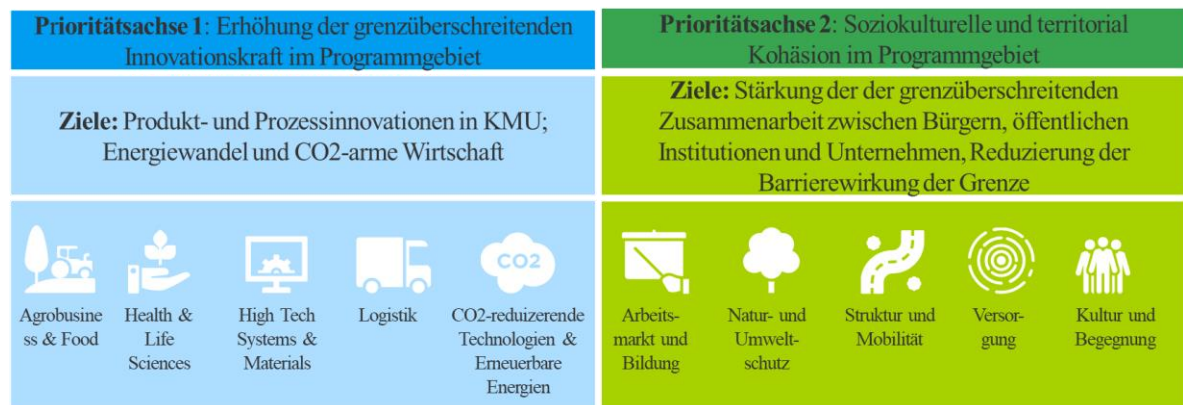 Prioritätsachse 1: Erhöhung der grenzüberschreitenden
Innovationskraft im Programmgebiet
Ziele: Produkt- und Prozessinnovationen in KMU;
Energiewandel und CO2-arme Wirtschaft
CO2
Agrobusine
ss & Food
Health &
Life
Sciences
High Tech
Systems &
Materials
Logistik
CO2-reduizerende
Technologien &
Erneuerbare
Energien
Prioritätsachse 2: Soziokulturelle und territorial
Kohäsion im Programmgebiet
Ziele: Stärkung der der grenzüberschreitenden
Zusammenarbeit zwischen Bürgern, öffentlichen
Institutionen und Unternehmen, Reduzierung der
Barrierewirkung der Grenze
Arbeits-
markt und
Bildung
Natur- und
Umwelt-
schutz
Struktur und
Mobilität
Versor-
gung
Kultur und
Begegnung